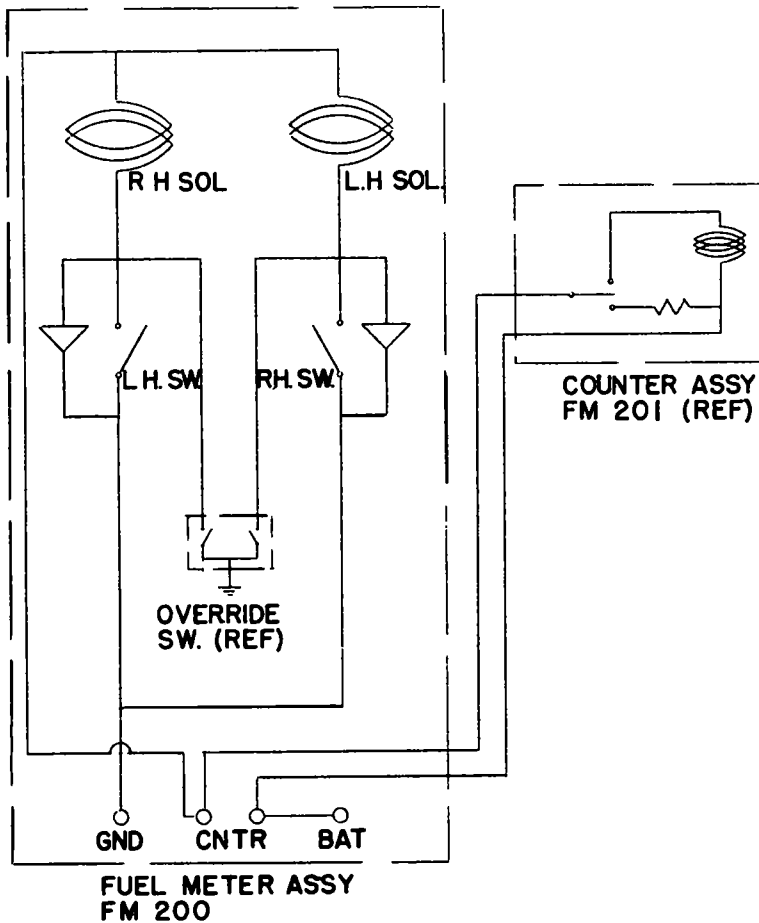 R H SOL
L.H SOL.
L H. SW.
RH. SW.
OVERRIDE
SW. (REF)
COUNTER ASSY
FM 201 (REF)
GND
CNTR
BAT
FUEL METER ASSY
FM 200